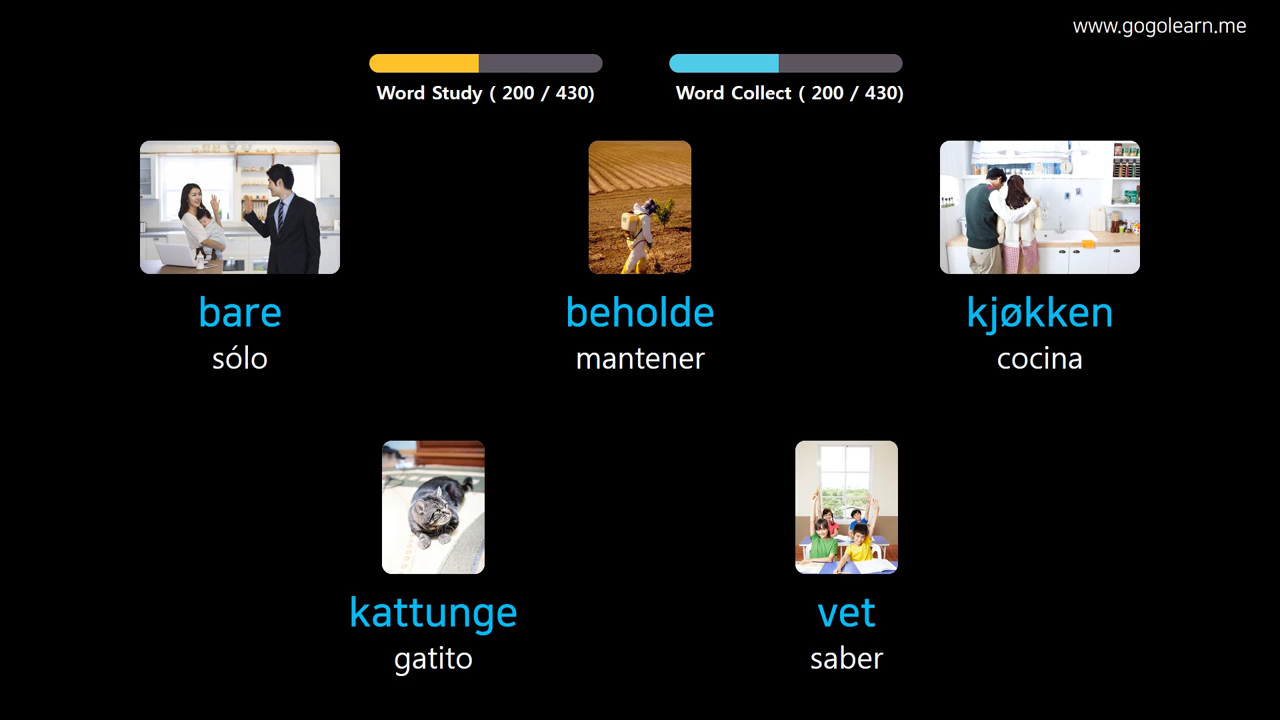 www.gogolearn.me
Word Study ( 200 / 430)
Word Collect ( 200 / 430)
bare
sólo
beholde
mantener
kjøkken
cocina
kattunge
gatito
vet
saber